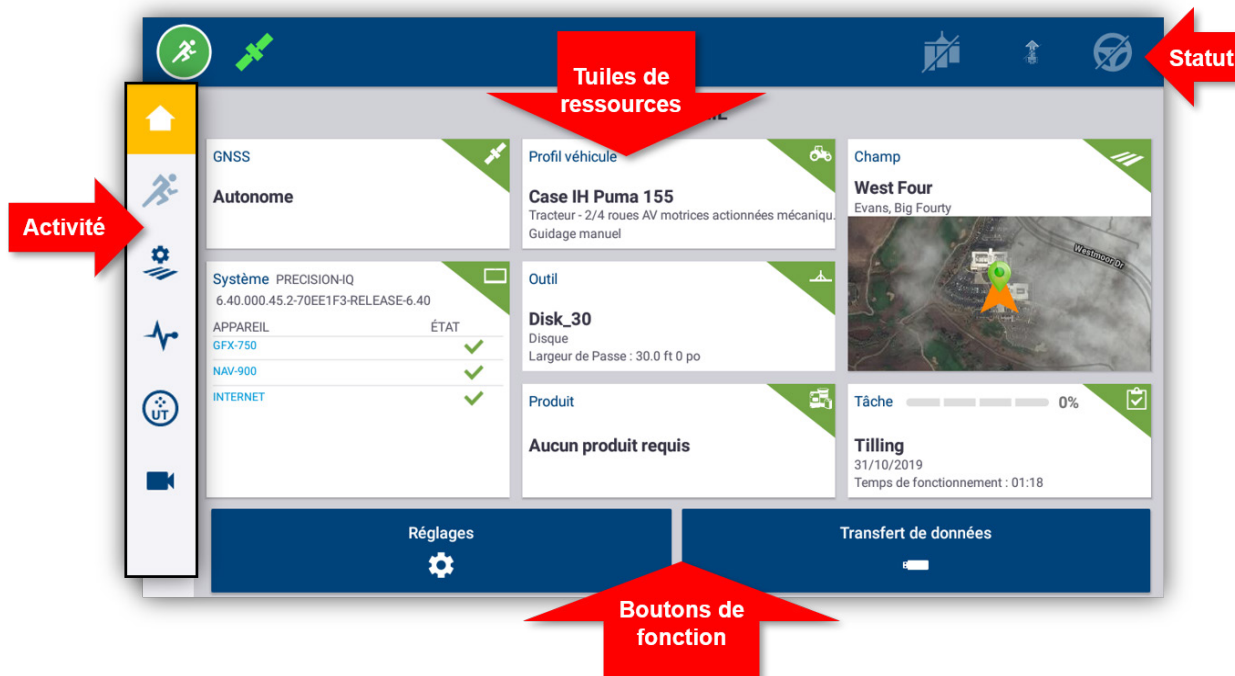 Statut
Tuiles de
ressources
Activité
GNSS
Autonome
Système PRECISION-IQ
6.40.000.45.2-70EE1F3-RELEASE-6.40
APPAREIL ÉTAT
GFX-750
NAV-900
INTERNET
Profil véhicule
Case IH Puma 155
Tracteur - 2/4 roues AV motrices actionnées mécaniqu.
Guidage manuel
Outil
Disk_30
Disque
Largeur de Passe : 30.0 ft 0 po
Produit
Aucun produit requis
Champ
West Four
Evans, Big Fourty
Westmoor Dr
Tâche 0%
Tilling
31/10/2019
Temps de fonctionnement : 01:18
UT
Réglages
Transfert de données
Boutons de
fonction